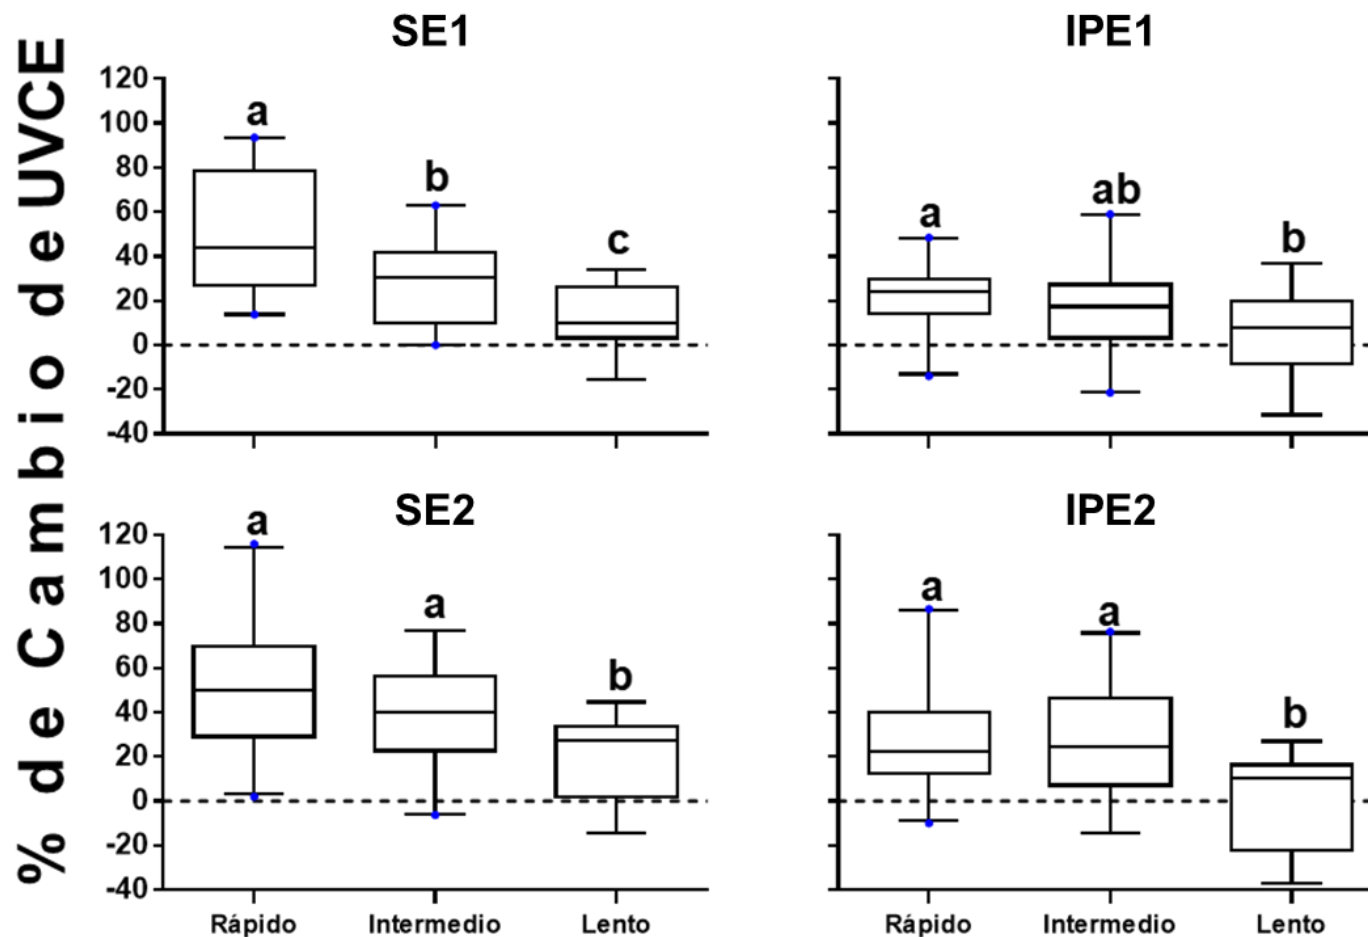 % de Cambio de UVCE
SE1
120
100
80
60
40
20
0
-20
-40
a
b
c
IPE1
a
ab
b
SE2
120
100
80
60
40
20
0
-20
-40
a
a
b
Rápido Intermedio Lento
IPE2
a
a
b
Rápido Intermedio Lento